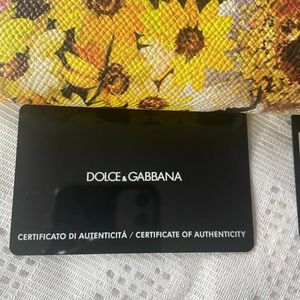 DOLCE & GABBANA
CERTIFICATO DI AUTENTICITÀ / CERTIFICATE OF AUTHENTICITY